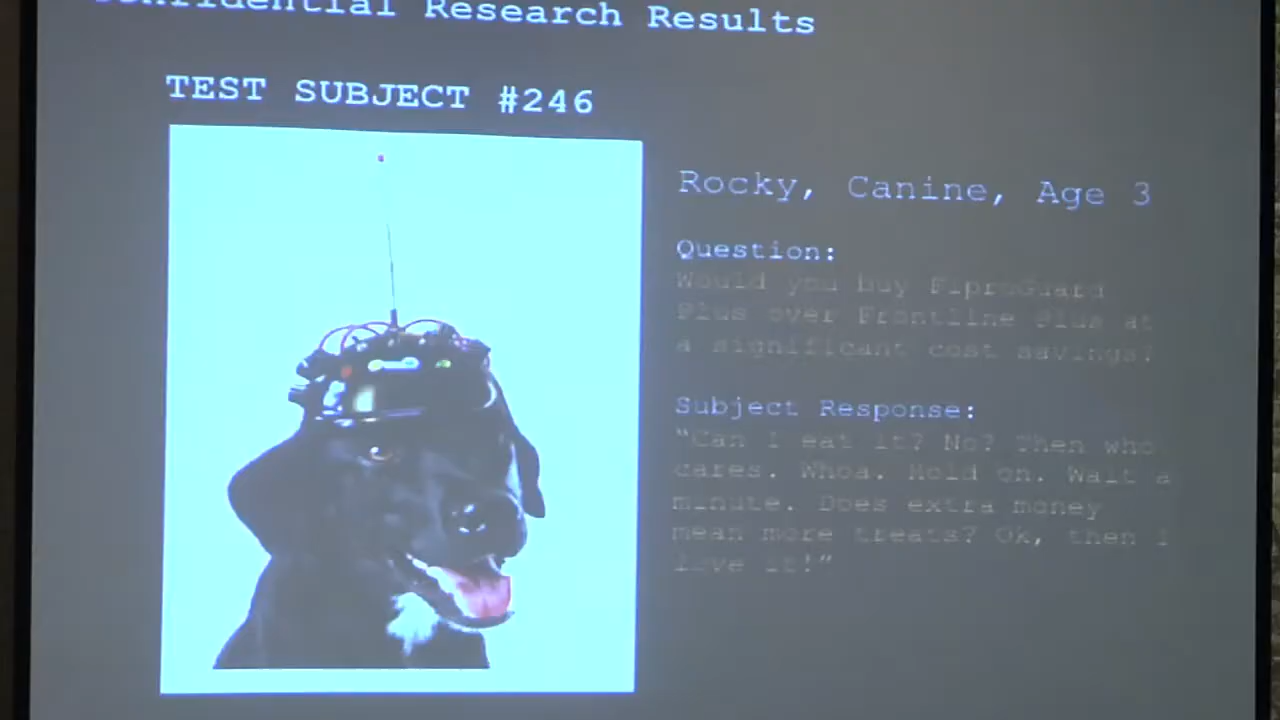 Confidential Research Results
TEST SUBJECT #246
Rocky, Canine, Age 3
Question:
Would you buy FiproGuard
Plus over Frontline Plus at
a significant cost savings?
Subject Response:
“Can I eat it? No? Then who
cares. Whoa. Hold on. Wait a
minute. Does extra money
mean more treats? Ok, then I
love it!”